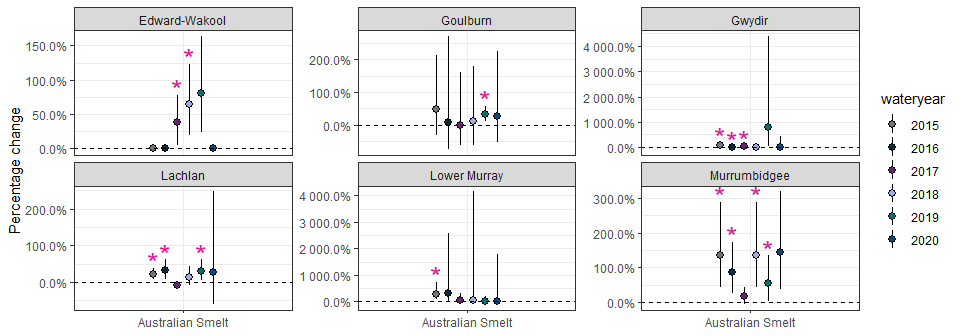 Edward-Wakool
Goulburn
Gwydir
150.0%
100.0%
50.0%
0.0%
200.0%
100.0%
0.0%
4 000.0%
3 000.0%
2 000.0%
1 000.0%
0.0%
* *
*
* * *
Percentage change
Lachlan
Lower Murray
Murrumbidgee
200.0%
100.0%
0.0%
4 000.0%
3 000.0%
2 000.0%
1 000.0%
0.0%
300.0%
200.0%
100.0%
0.0%
* * *
*
* * * *
Australian Smelt
Australian Smelt
Australian Smelt
wateryear
2015
2016
2017
2018
2019
2020